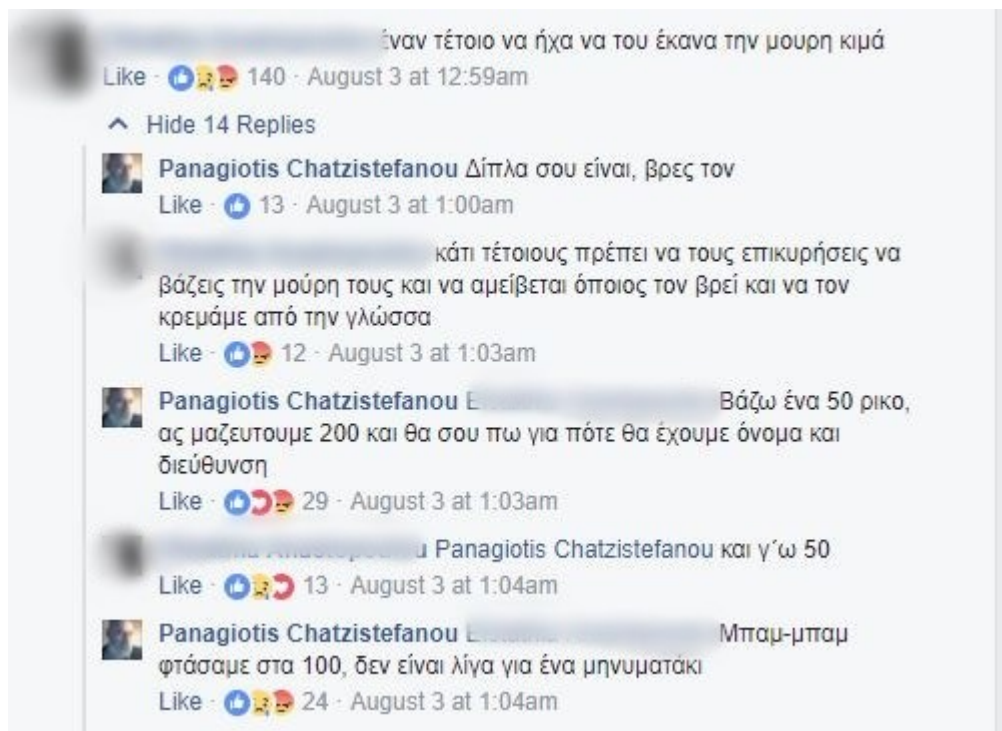 έναν τέτοιο να ήχα να του έκανα την μουρη κιμά
Like · 140 · August 3 at 12:59am
Hide 14 Replies
Panagiotis Chatzistefanou Δίπλα σου είναι, βρες τον
Like · 13 · August 3 at 1:00am
κάτι τέτοιους πρέπει να τους επικυρήσεις να
βάζεις την μούρη τους και να αμείβεται όποιος τον βρεί και να τον
κρεμάμε από την γλώσσα
Like · 12 · August 3 at 1:03am
Panagiotis Chatzistefanou Βάζω ένα 50 ρικο,
ας μαζευτουμε 200 και θα σου πω για πότε θα έχουμε όνομα και
διεύθυνση
Like · 29 · August 3 at 1:03am
Panagiotis Chatzistefanou και γ´ω 50
Like · 13 · August 3 at 1:04am
Panagiotis Chatzistefanou Μπαμ-μπαμ
φτάσαμε στα 100, δεν είναι λίγα για ένα μηνυματάκι
Like · 24 · August 3 at 1:04am